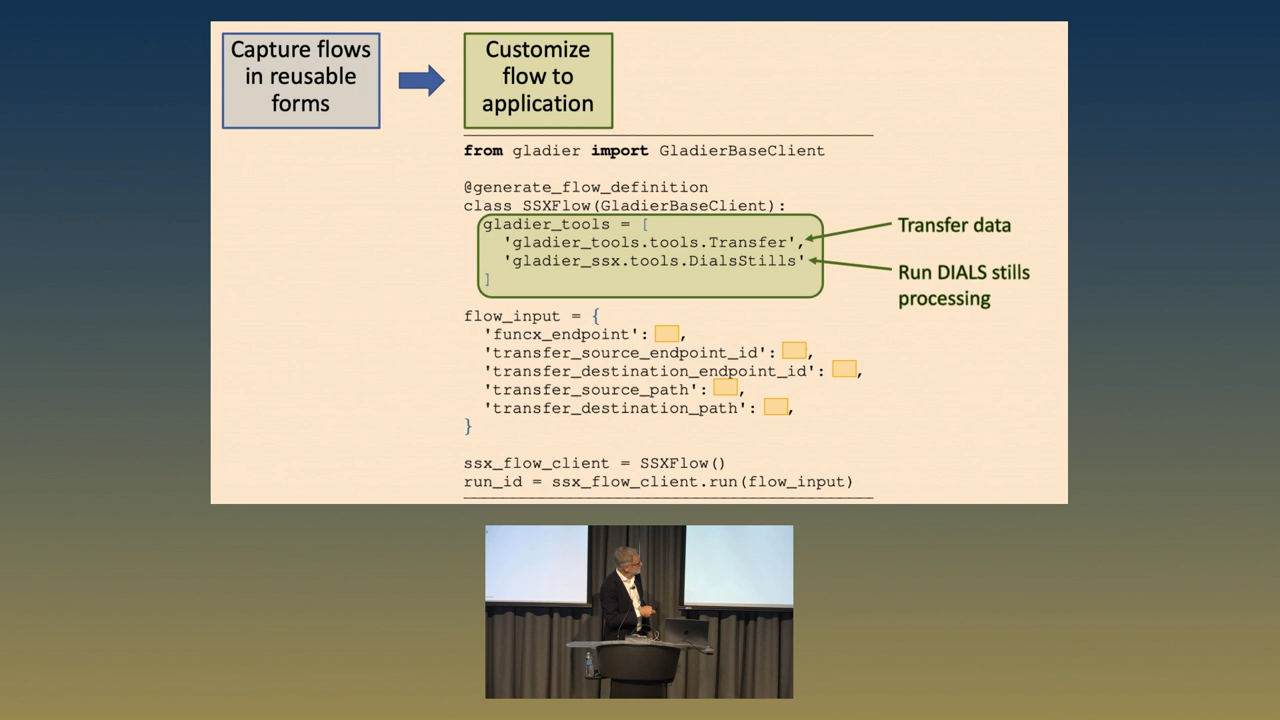 Capture flows
in reusable
forms
Customize
flow to
application
from gladier import GladierBaseClient
@generate_flow_definition
class SSXFlow(GladierBaseClient):
gladier_tools = [
'gladier_tools.tools.Transfer',
'gladier_ssx.tools.DialsStills'
]
Transfer data
Run DIALS stills
processing
flow_input = {
'funcx_endpoint': ,
'transfer_source_endpoint_id': ,
'transfer_destination_endpoint_id': ,
'transfer_source_path': ,
'transfer_destination_path': ,
}
ssx_flow_client = SSXFlow()
run_id = ssx_flow_client.run(flow_input)